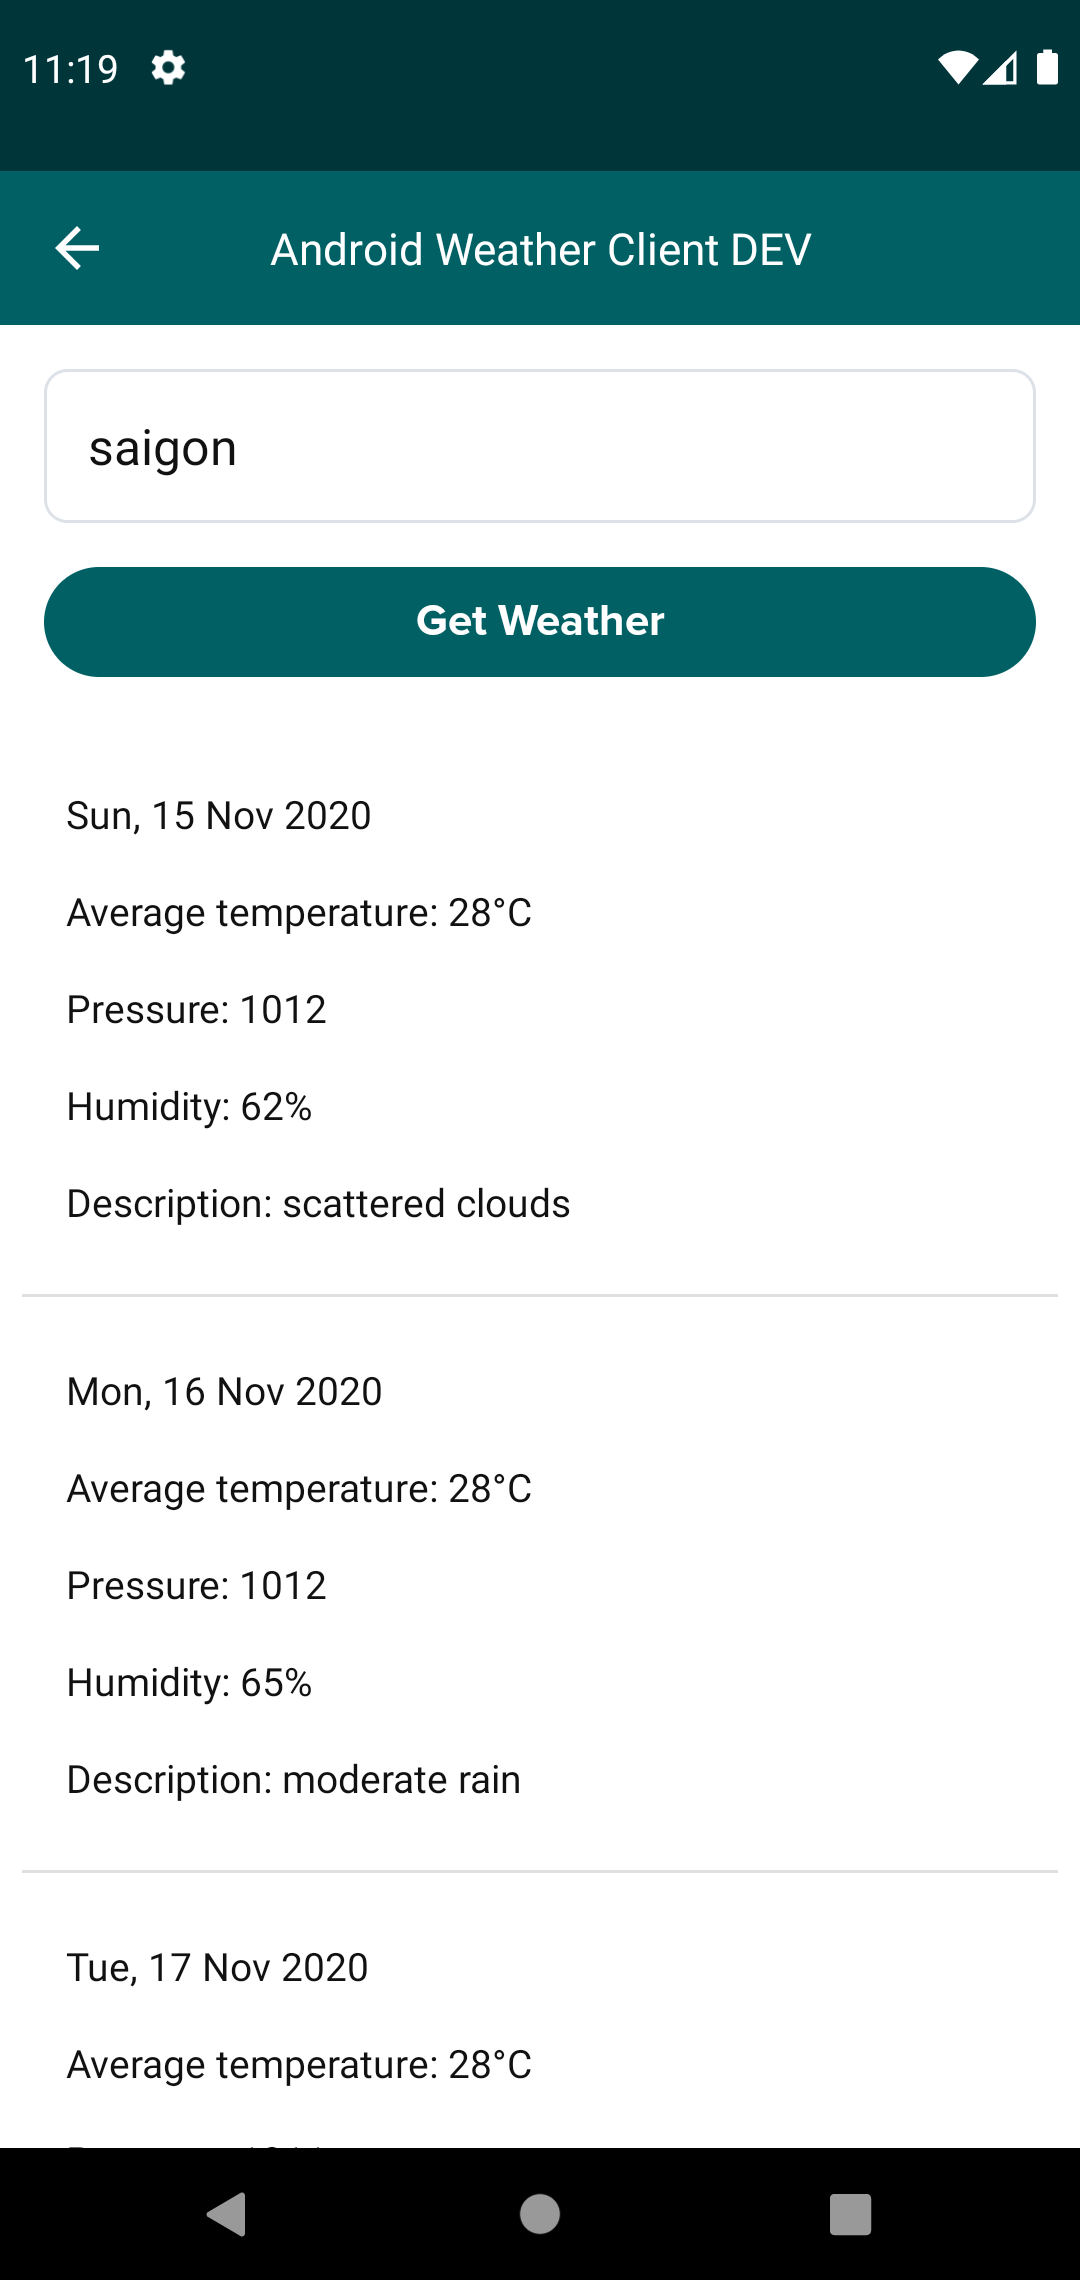 11:19
Android Weather Client DEV
saigon
Get Weather
Sun, 15 Nov 2020
Average temperature: 28°C
Pressure: 1012
Humidity: 62%
Description: scattered clouds
Mon, 16 Nov 2020
Average temperature: 28°C
Pressure: 1012
Humidity: 65%
Description: moderate rain
Tue, 17 Nov 2020
Average temperature: 28°C